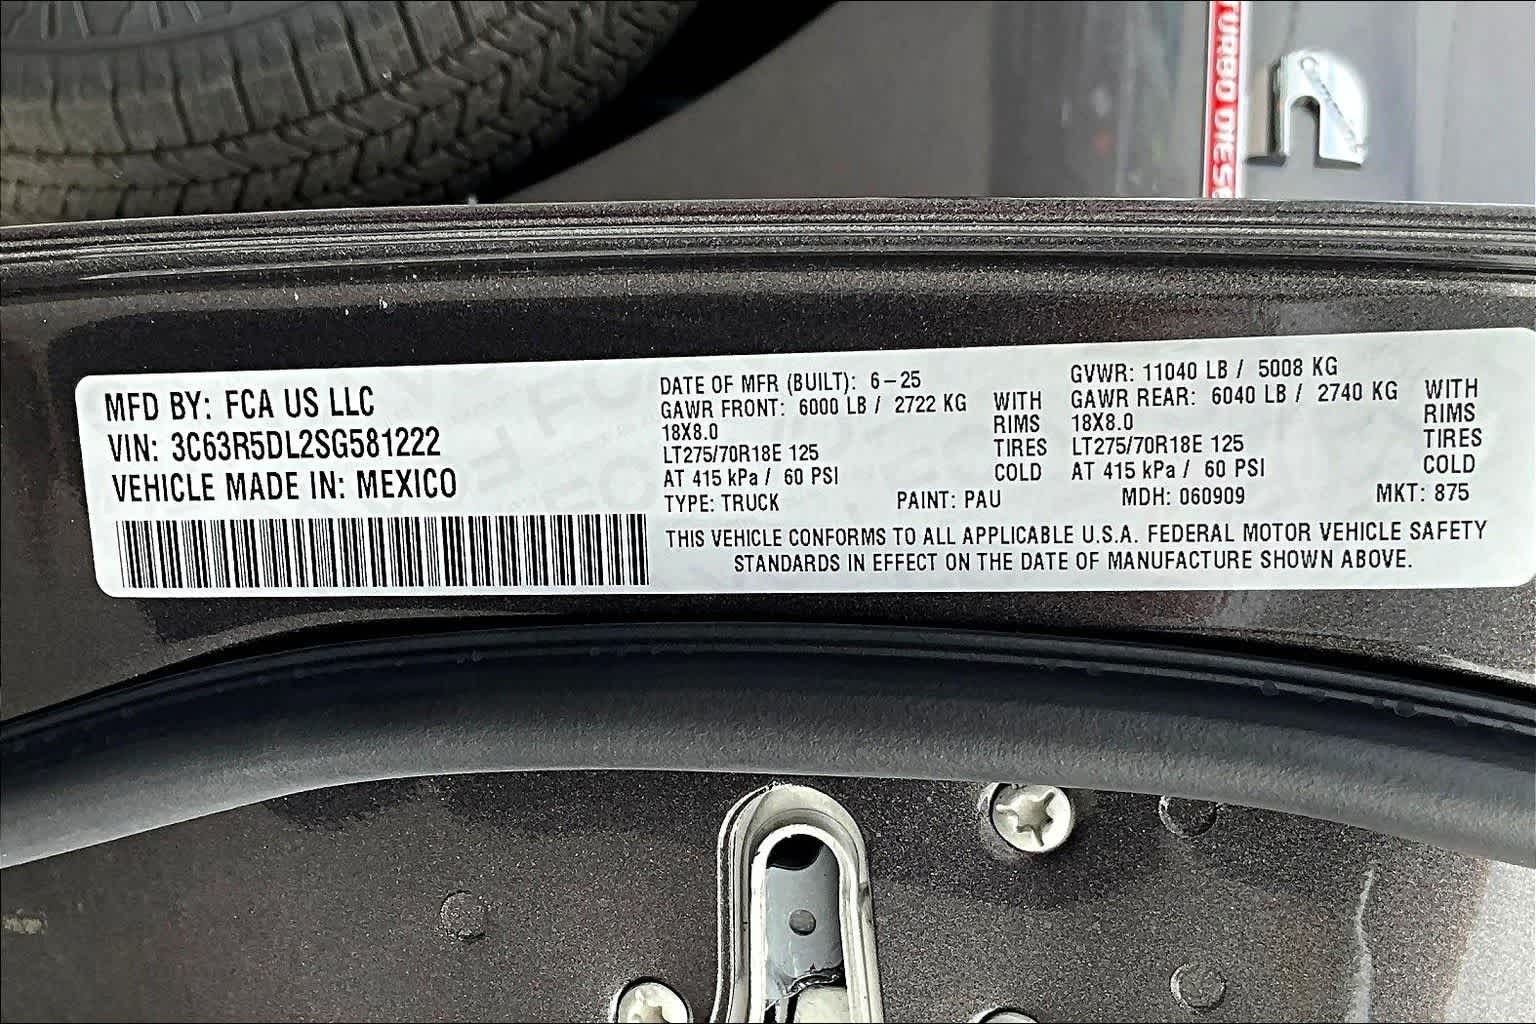 TURBO DIESE
Cummins
MFD BY: FCA US LLC
VIN: 3C63R5DL2SG581222
VEHICLE MADE IN: MEXICO
DATE OF MFR (BUILT): 6-25
GAWR FRONT: 6000 LB / 2722 KG WITH
18X8.0 RIMS
LT275/70R18E 125 TIRES
AT 415 kPa / 60 PSI COLD
GVWR: 11040 LB / 5008 KG
GAWR REAR: 6040 LB / 2740 KG WITH
18X8.0 RIMS
LT275/70R18E 125 TIRES
AT 415 kPa / 60 PSI COLD
TYPE: TRUCK PAINT: PAU MDH: 060909 MKT: 875
THIS VEHICLE CONFORMS TO ALL APPLICABLE U.S.A. FEDERAL MOTOR VEHICLE SAFETY
STANDARDS IN EFFECT ON THE DATE OF MANUFACTURE SHOWN ABOVE.